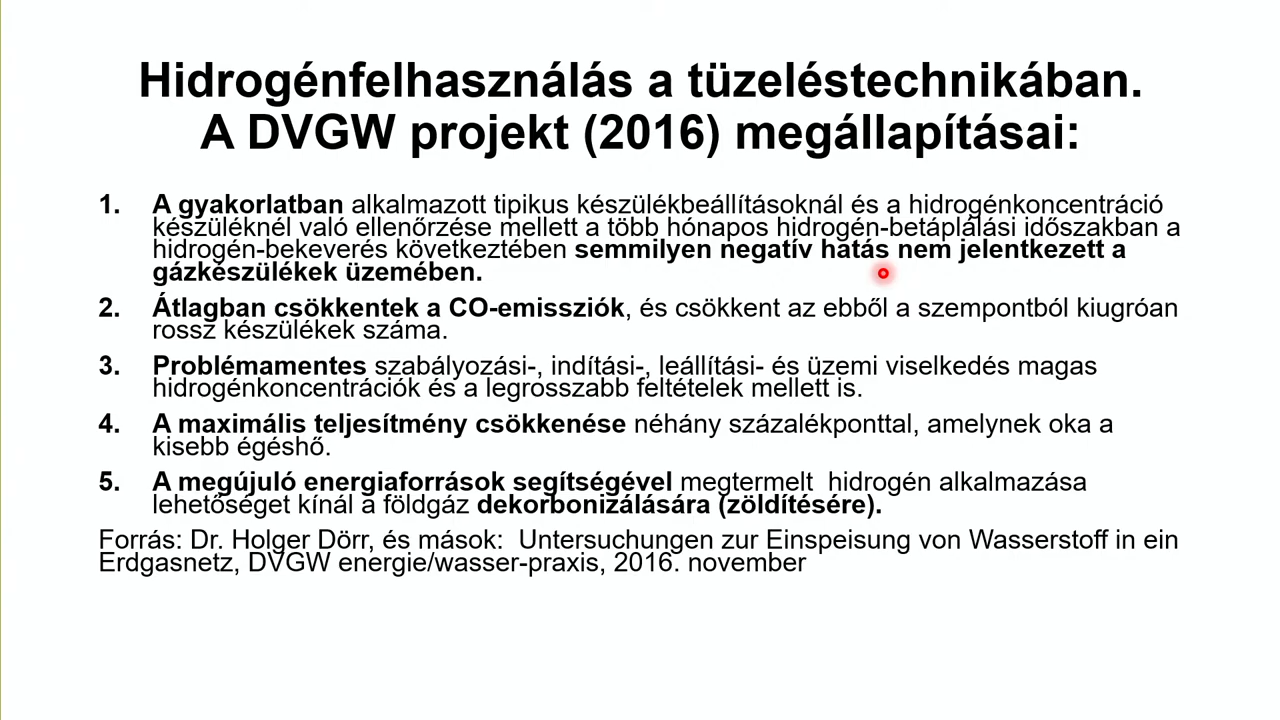 Hidrogénfelhasználás a tüzeléstechnikában.
A DVGW projekt (2016) megállapításai:
1. A gyakorlatban alkalmazott tipikus készülékbeállításoknál és a hidrogénkoncentráció
készüléknél való ellenőrzése mellett a több hónapos hidrogén-betáplálási időszakban a
hidrogén-bekeverés következtében semmilyen negatív hatás nem jelentkezett a
gázkészülékek üzemében.
2. Átlagban csökkentek a CO-emissziók, és csökkent az ebből a szempontból kiugróan
rossz készülékek száma.
3. Problémamentes szabályozási-, indítási-, leállítási- és üzemi viselkedés magas
hidrogénkoncentrációk és a legrosszabb feltételek mellett is.
4. A maximális teljesítmény csökkenése néhány százalékponttal, amelynek oka a
kisebb égéshő.
5. A megújuló energiaforrások segítségével megtermelt  hidrogén alkalmazása
lehetőséget kínál a földgáz dekorbonizálására (zöldítésére).
Forrás: Dr. Holger Dörr, és mások:  Untersuchungen zur Einspeisung von Wasserstoff in ein
Erdgasnetz, DVGW energie/wasser-praxis, 2016. november